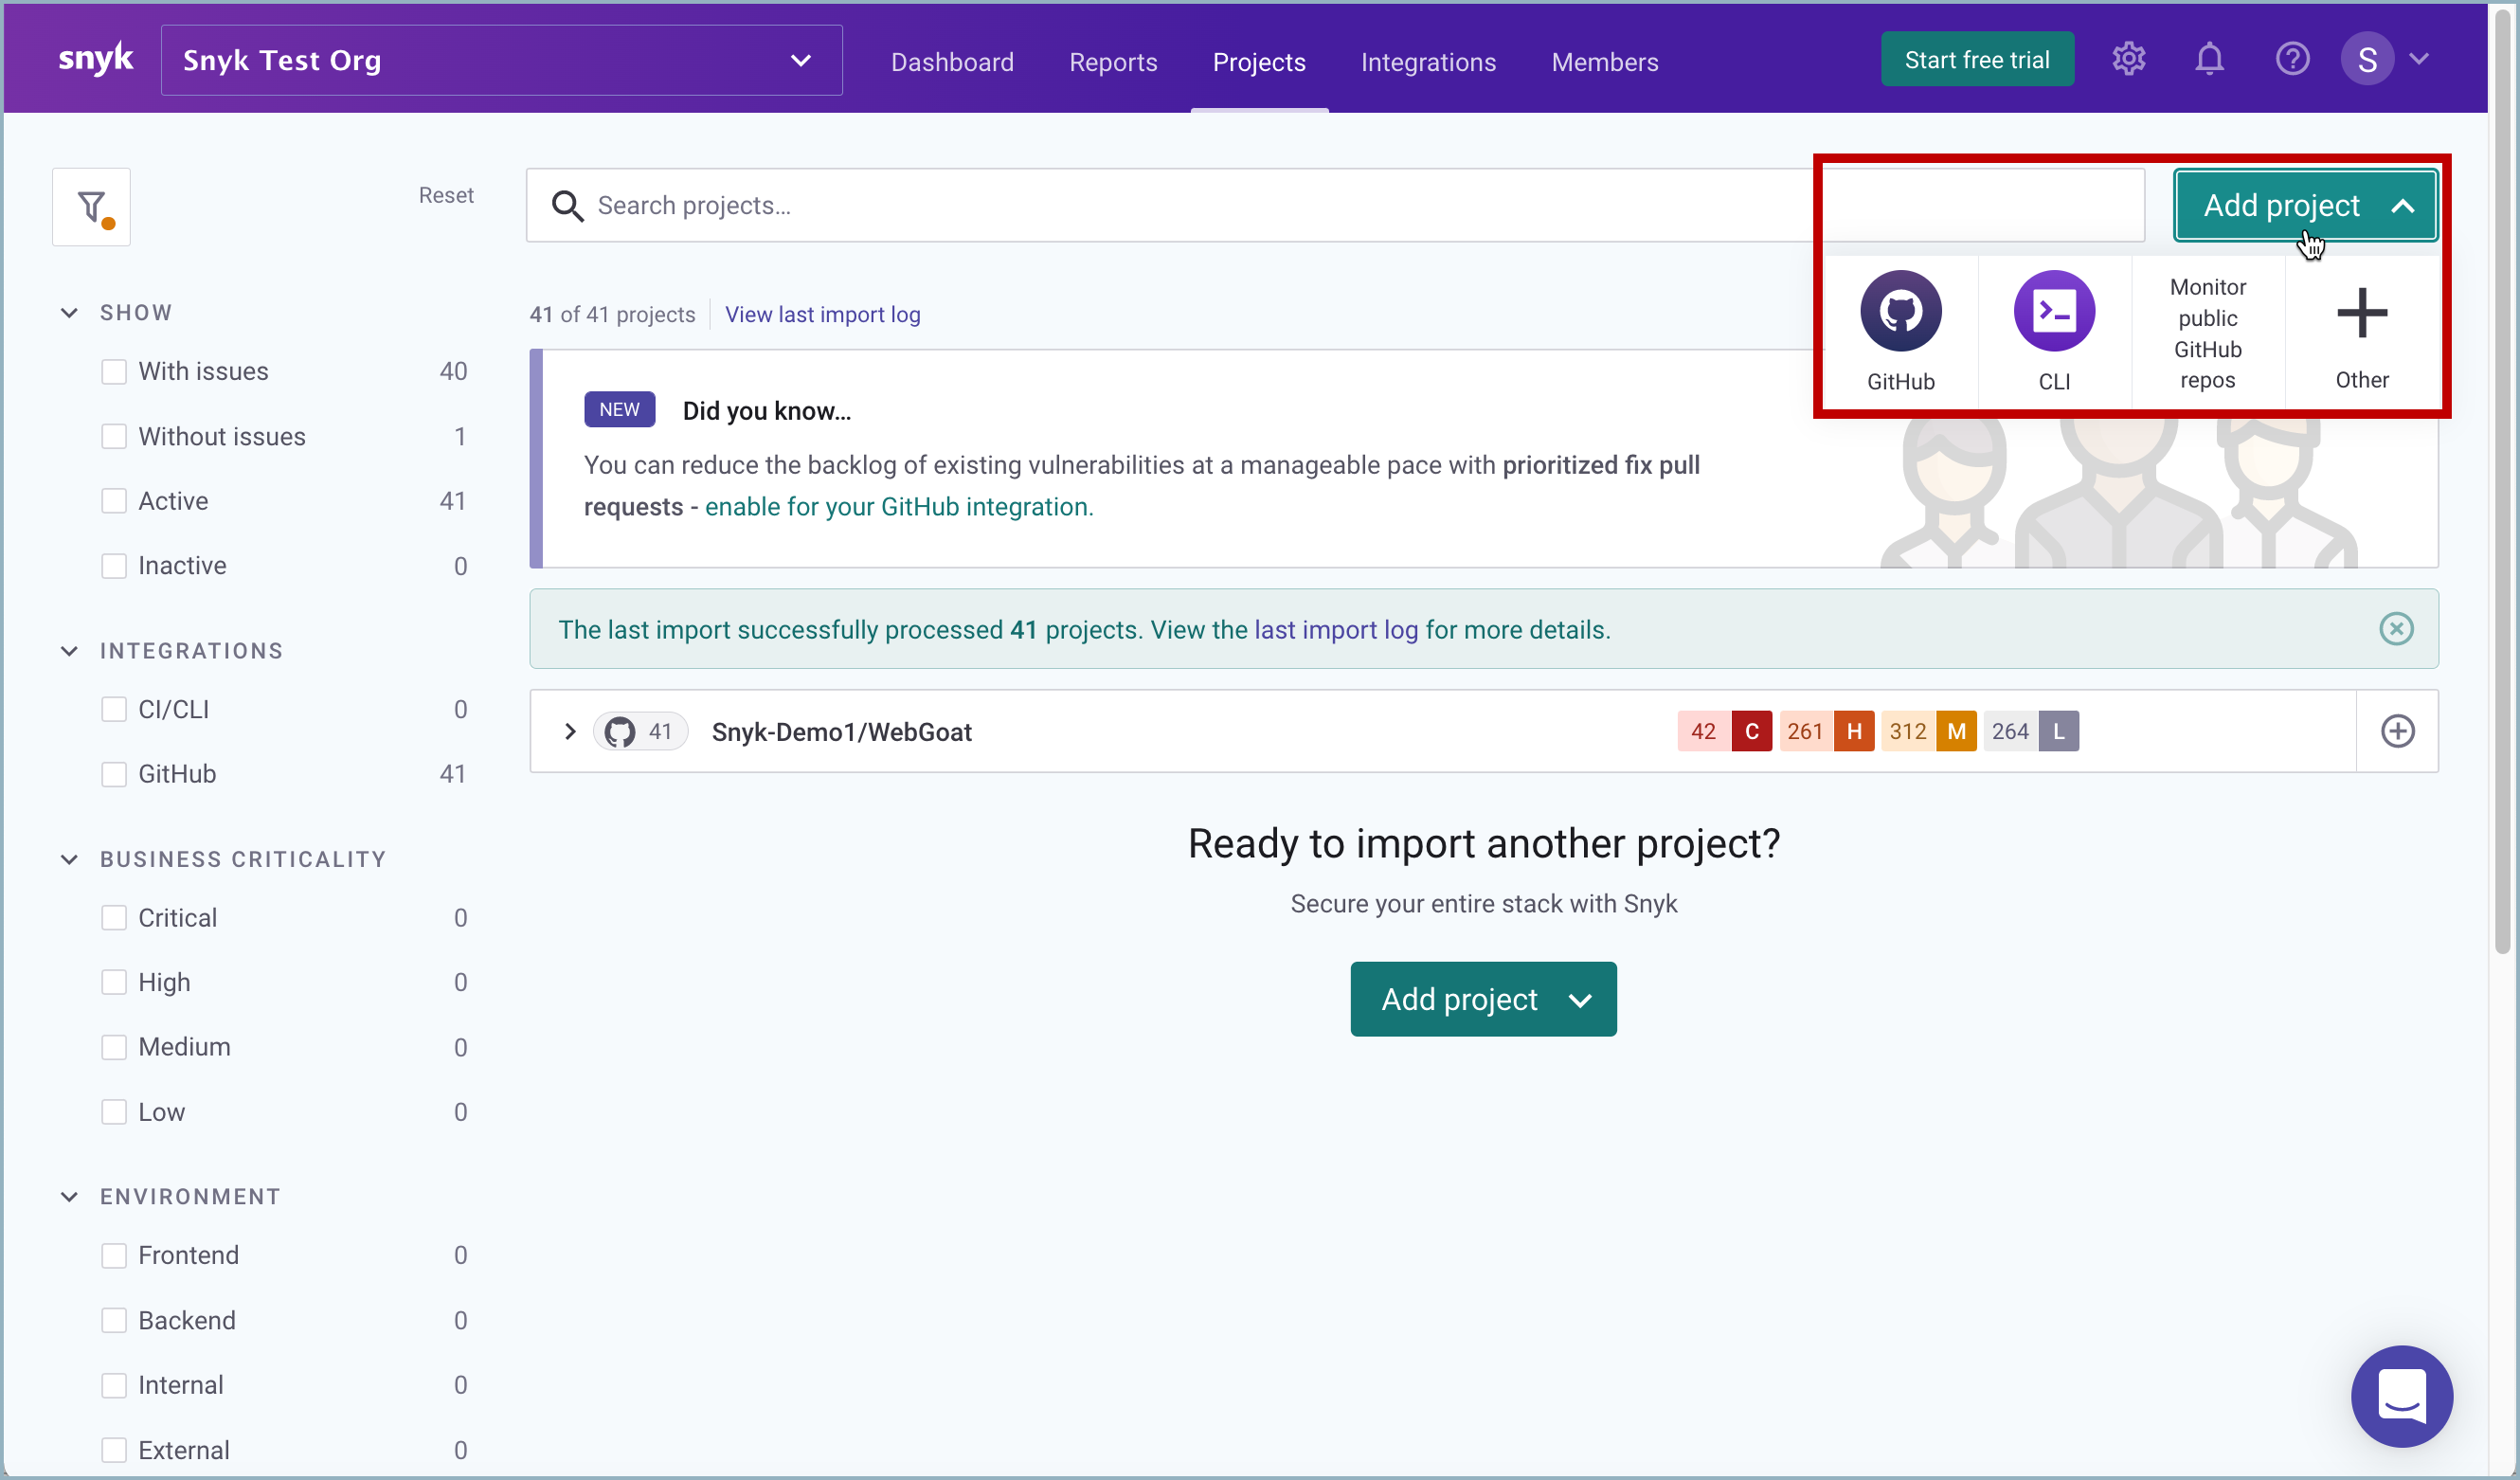 snyk
Snyk Test Org
Dashboard
Reports
Projects
Integrations
Members
Start free trial
S
Reset
Search projects...
Add project
GitHub
CLI
Monitor
public
GitHub
repos
Other
SHOW
With issues 40
Without issues 1
Active 41
Inactive 0
INTEGRATIONS
CI/CLI 0
GitHub 41
BUSINESS CRITICALITY
Critical 0
High 0
Medium 0
Low 0
ENVIRONMENT
Frontend 0
Backend 0
Internal 0
External 0
41 of 41 projects
View last import log
NEW Did you know...
You can reduce the backlog of existing vulnerabilities at a manageable pace with prioritized fix pull
requests - enable for your GitHub integration.
The last import successfully processed 41 projects. View the last import log for more details.
41 Snyk-Demo1/WebGoat 42 C 261 H 312 M 264 L
Ready to import another project?
Secure your entire stack with Snyk
Add project